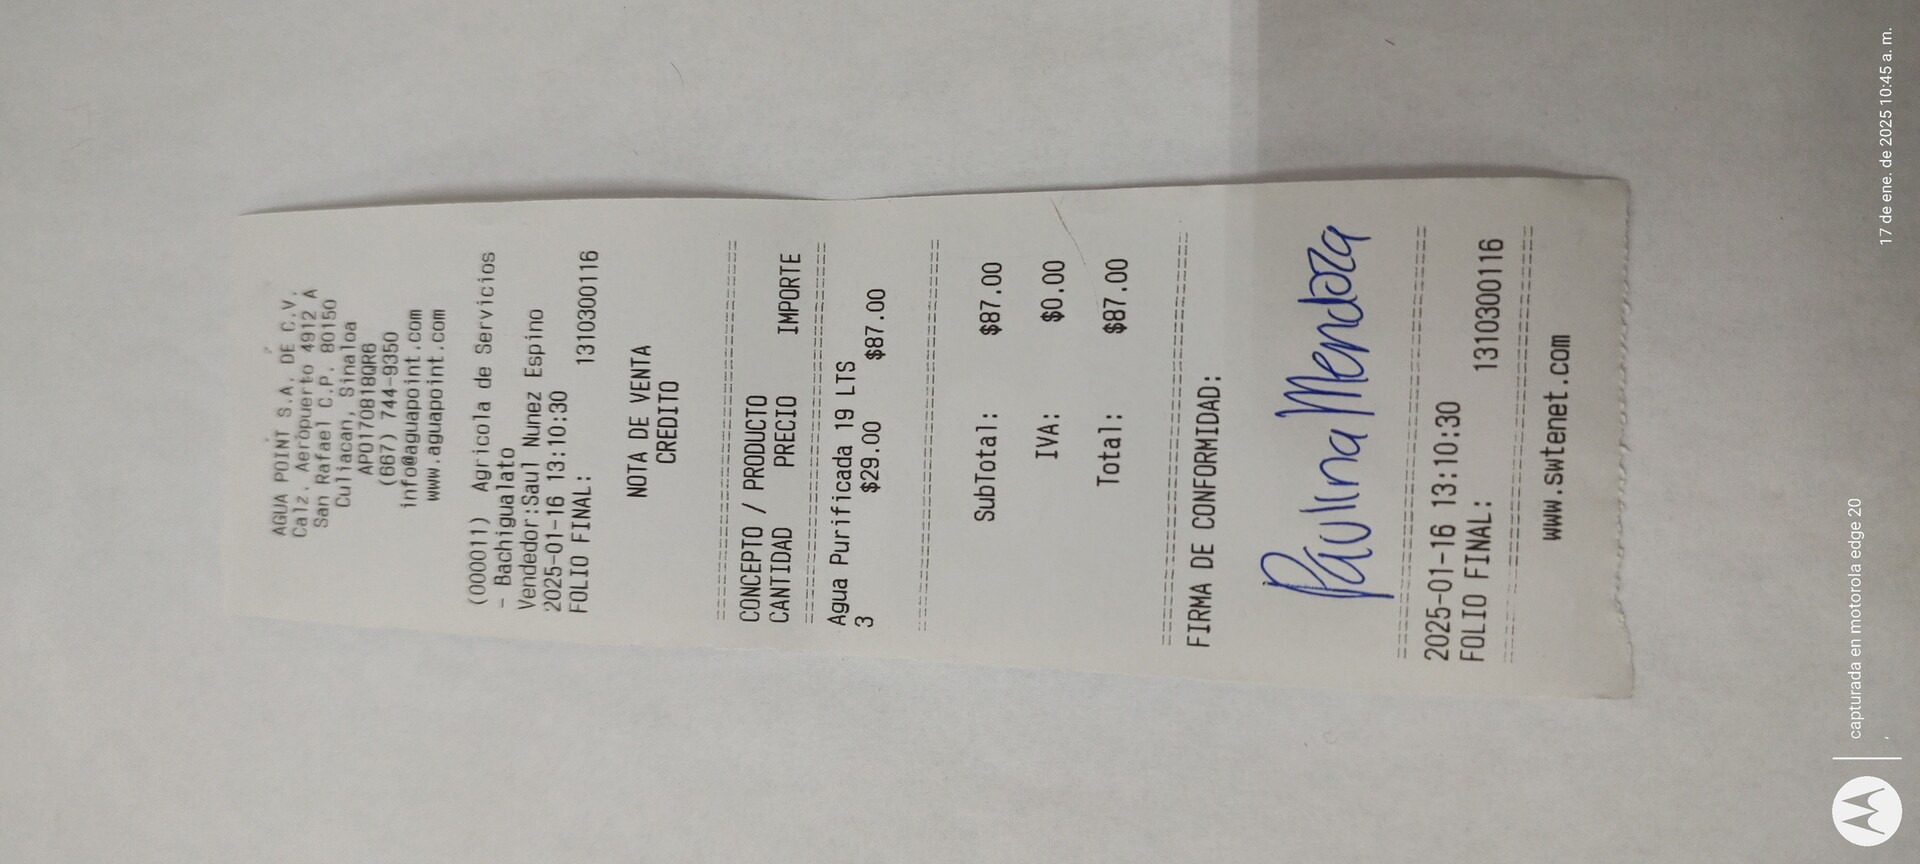 AGUA POINT S.A. DE C.V.
Calz. Aeropuerto 4912 A
San Rafael C.P. 80150
Culiacan, Sinaloa
APO170818QR6
(667) 744-9350
info@aguapoint.com
www.aguapoint.com
(000011) Agricola de Servicios
- Bachigualato
Vendedor:Saul Nunez Espino
2025-01-16 13:10:30
FOLIO FINAL: 1310300116
NOTA DE VENTA
CREDITO
CONCEPTO / PRODUCTO
CANTIDAD PRECIO IMPORTE
Agua Purificada 19 LTS
3 $29.00 $87.00
SubTotal: $87.00
IVA: $0.00
Total: $87.00
FIRMA DE CONFORMIDAD:
Paulina Mendoza
2025-01-16 13:10:30
FOLIO FINAL: 1310300116
www.swtenet.com
capturada en motorola edge 20
,
17 de ene. de 2025 10:45 a. m.